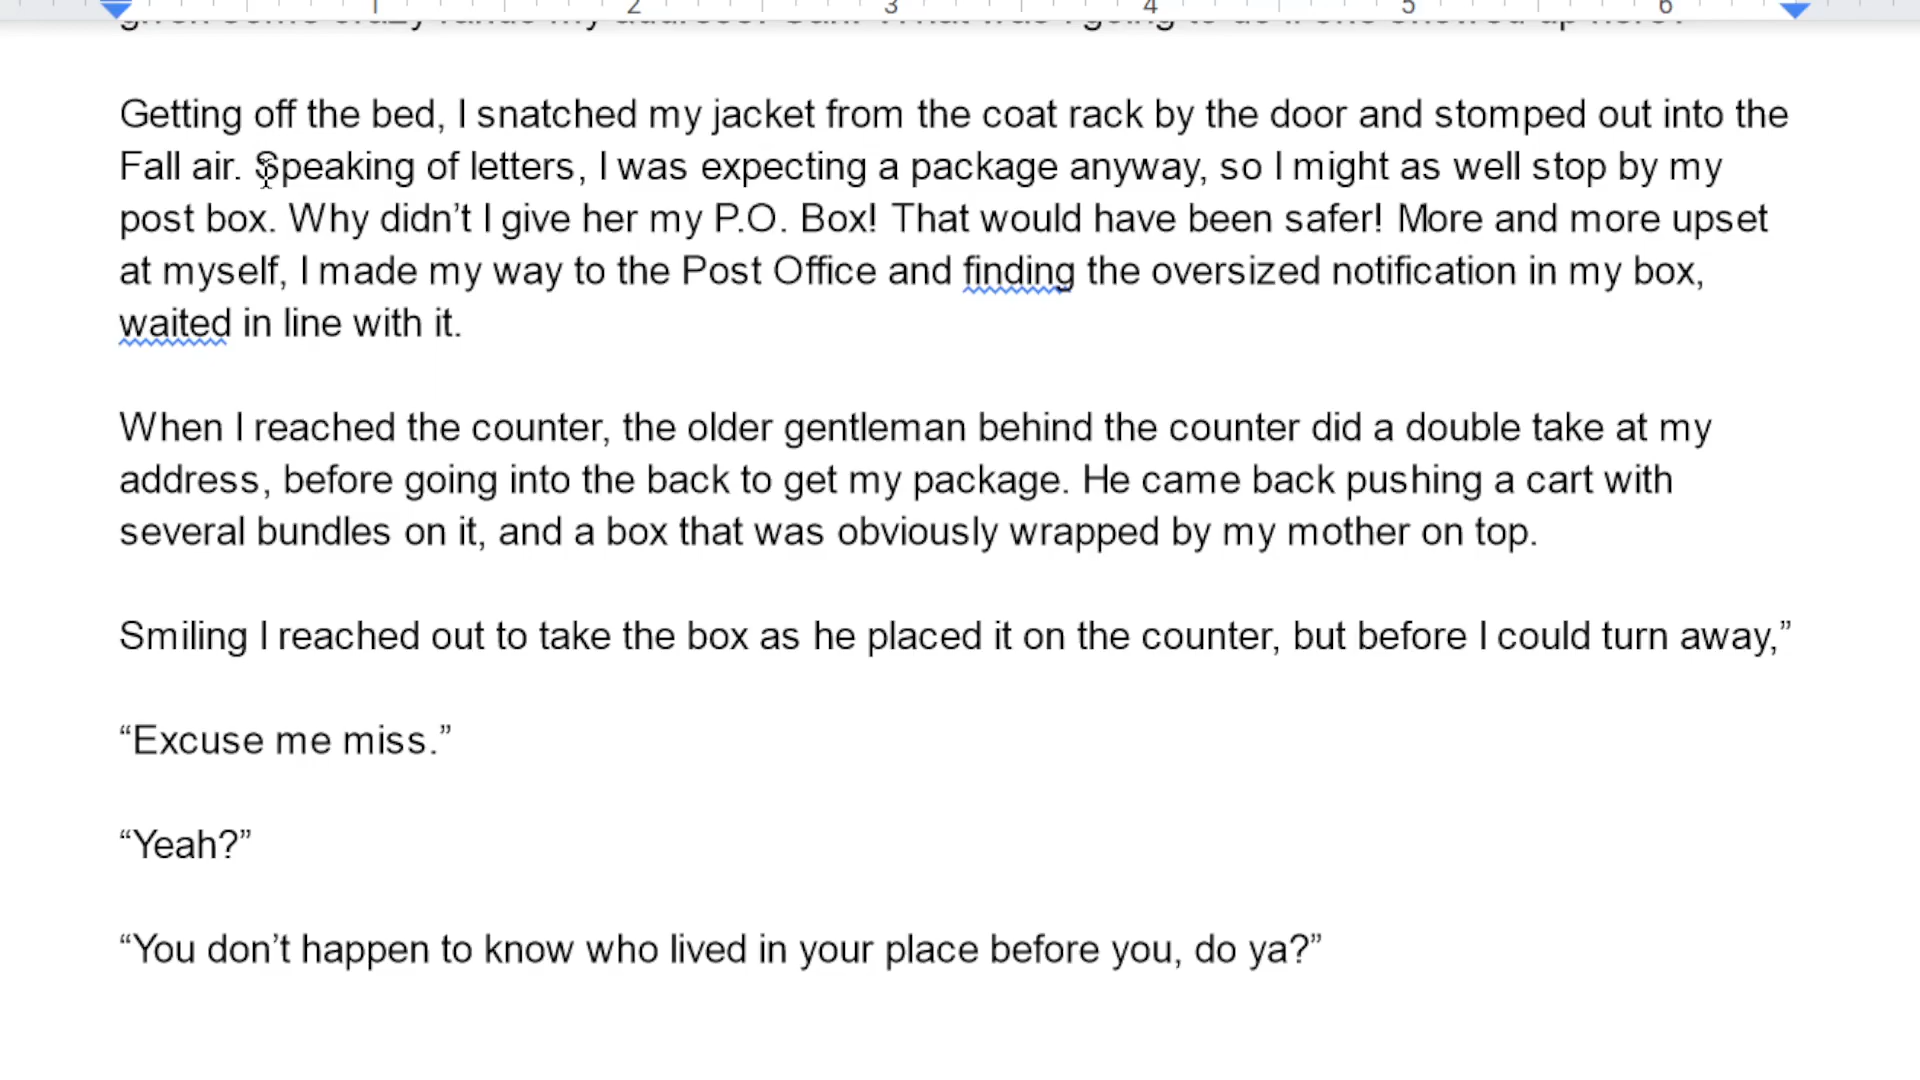 2 3 4 5 6
Getting off the bed, I snatched my jacket from the coat rack by the door and stomped out into the
Fall air. Speaking of letters, I was expecting a package anyway, so I might as well stop by my
post box. Why didn’t I give her my P.O. Box! That would have been safer! More and more upset
at myself, I made my way to the Post Office and finding the oversized notification in my box,
waited in line with it.
When I reached the counter, the older gentleman behind the counter did a double take at my
address, before going into the back to get my package. He came back pushing a cart with
several bundles on it, and a box that was obviously wrapped by my mother on top.
Smiling I reached out to take the box as he placed it on the counter, but before I could turn away,”
“Excuse me miss.”
“Yeah?”
“You don’t happen to know who lived in your place before you, do ya?”